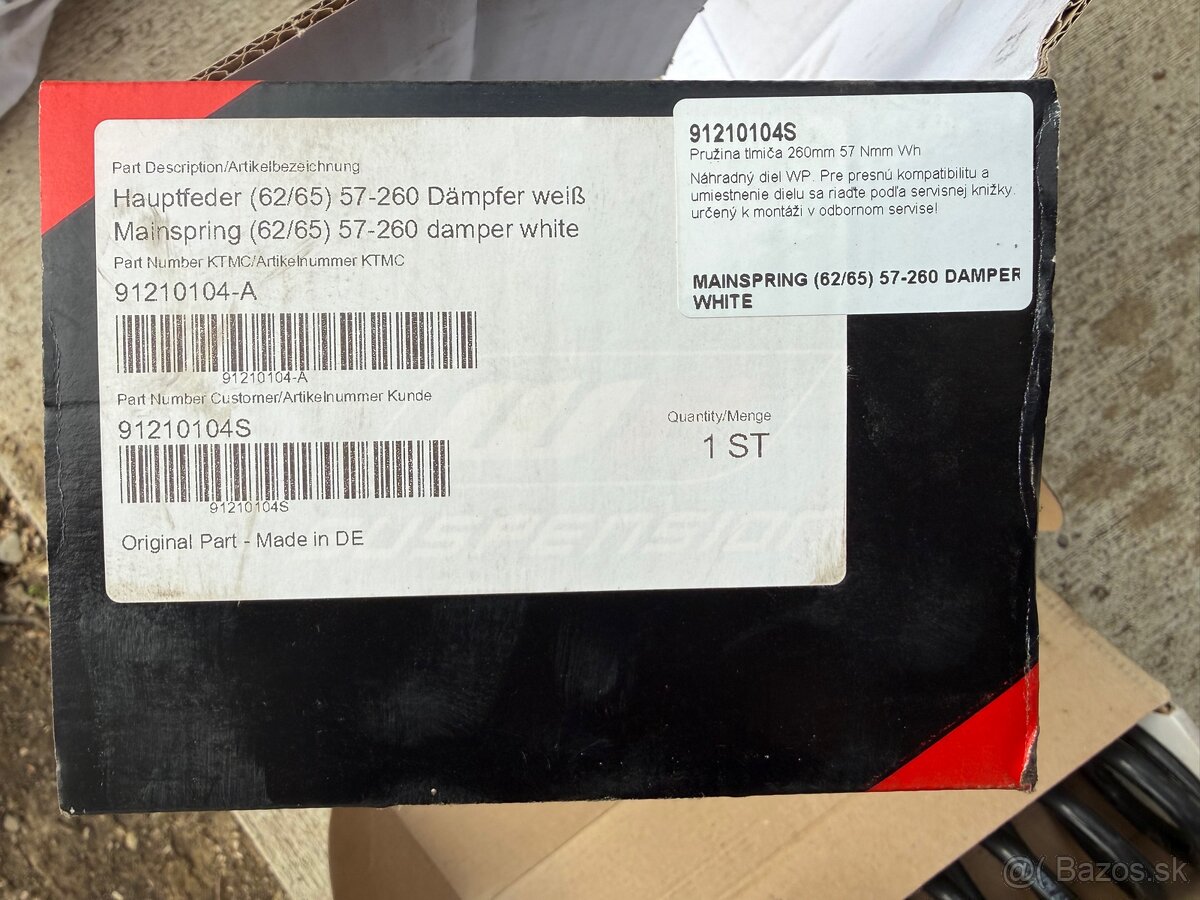 Part Description/Artikelbezeichnung
Hauptfeder (62/65) 57-260 Dämpfer weiß
Mainspring (62/65) 57-260 damper white
Part Number KTMC/Artikelnummer KTMC
91210104-A
91210104-A
Part Number Customer/Artikelnummer Kunde
91210104S
91210104S
Quantity/Menge
1 ST
Original Part - Made in DE
SUSPENSION
91210104S
Pružina tlmiča 260mm 57 Nmm Wh
Náhradný diel WP. Pre presnú kompatibilitu a
umiestnenie dielu sa riaďte podľa servisnej knižky.
určený k montáži v odbornom servise!
MAINSPRING (62/65) 57-260 DAMPER
WHITE
@( Bazos.sk